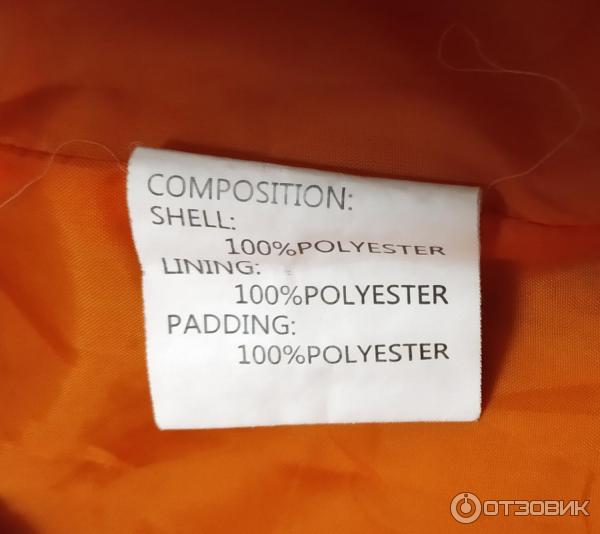 COMPOSITION:
SHELL:
100%POLYESTER
LINING:
100%POLYESTER
PADDING:
100%POLYESTER
ОТЗОВИК